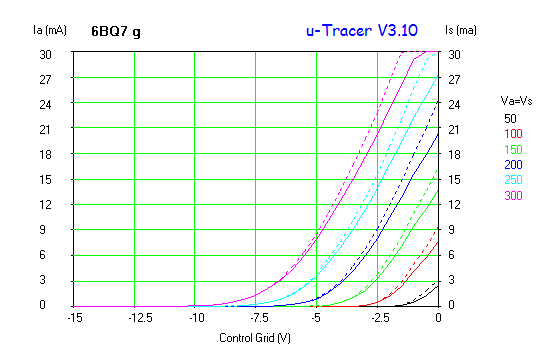 Ia (mA) 6BQ7 g u-Tracer V3.10 Is (ma)
30 30
27 27
24 24
Va=Vs
21 50 21
100
18 150 18
200
15 250 15
300
12 12
9 9
6 6
3 3
0 0
-15 -12.5 -10 -7.5 -5 -2.5 0
Control Grid (V)